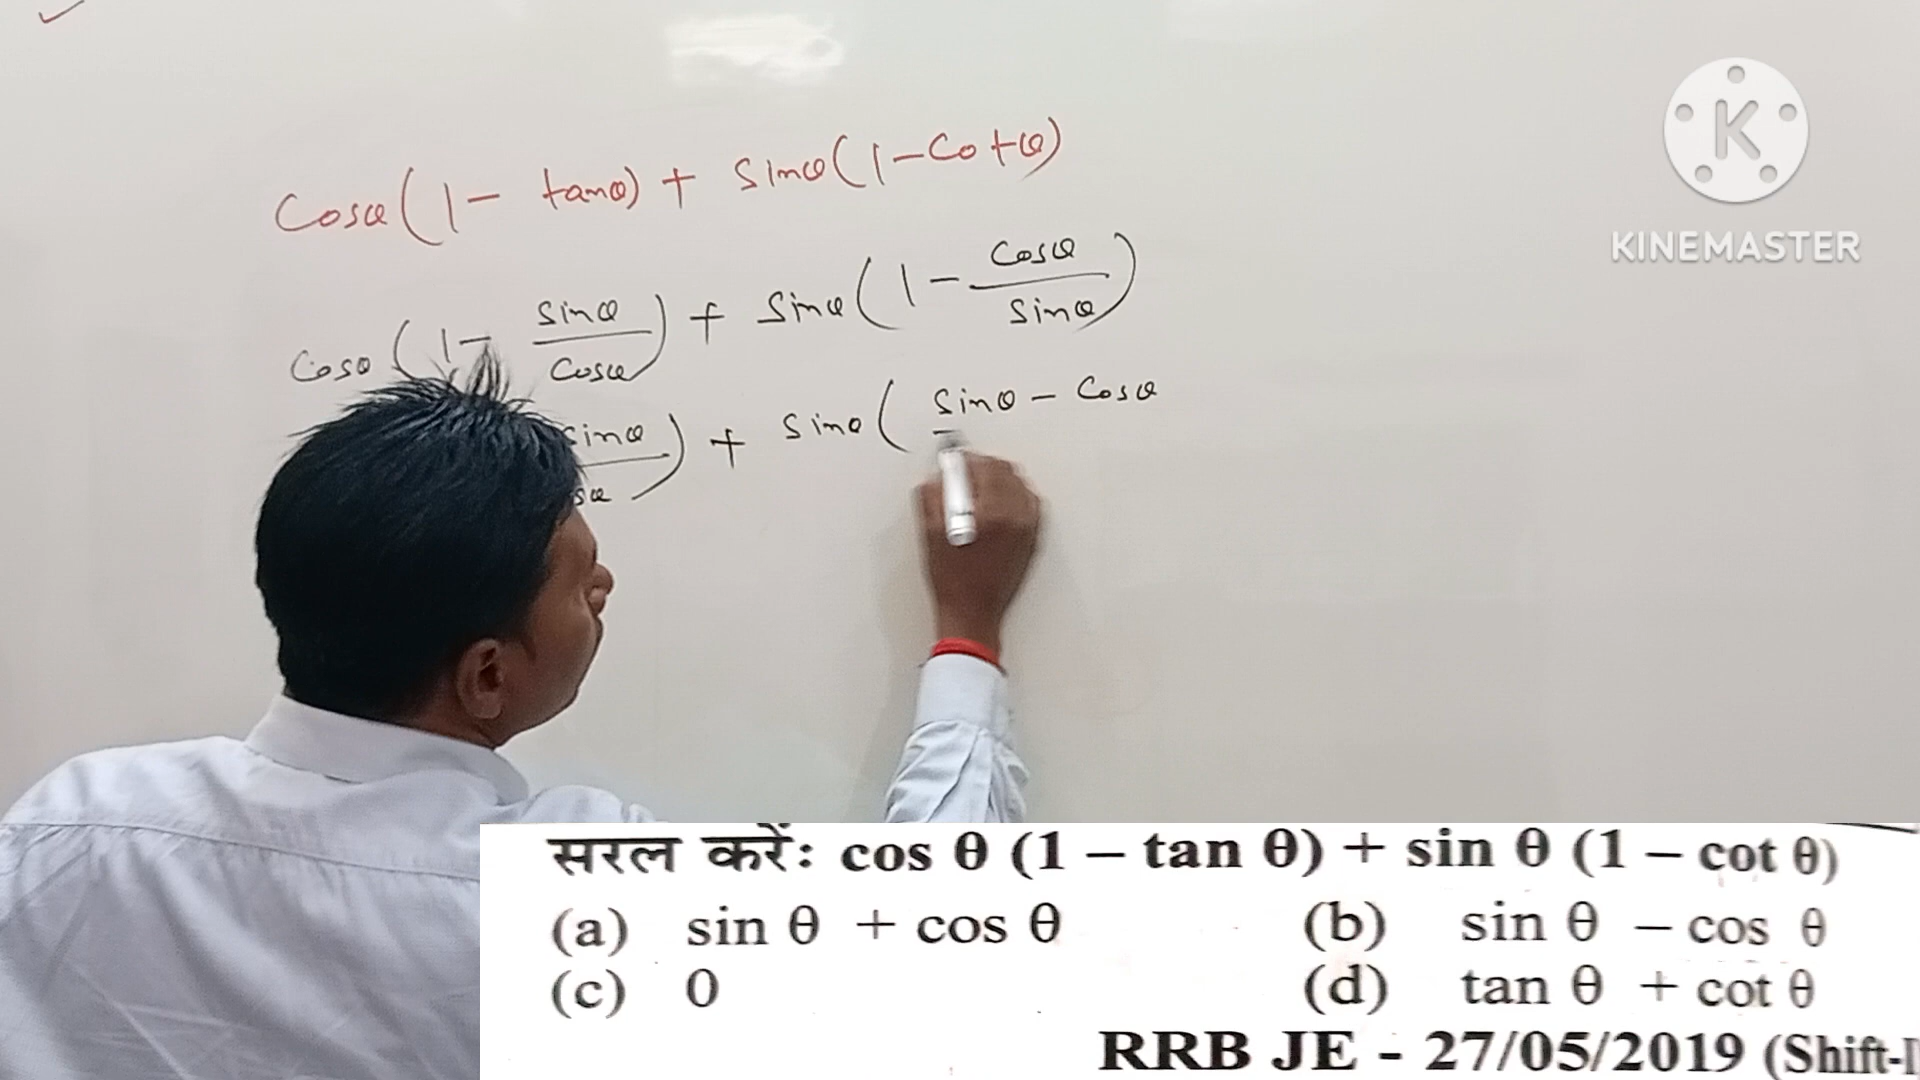 cosθ(1 - tanθ) + sinθ(1 - cotθ)
cosθ (1 - sinθ/cosθ) + sinθ (1 - cosθ/sinθ)
sinθ ) + sinθ ( sinθ - cosθ
K
KINEMASTER
सरल करें: cos θ (1 – tan θ) + sin θ (1 – cot θ)
(a) sin θ + cos θ (b) sin θ – cos θ
(c) 0 (d) tan θ + cot θ
RRB JE - 27/05/2019 (Shift-I